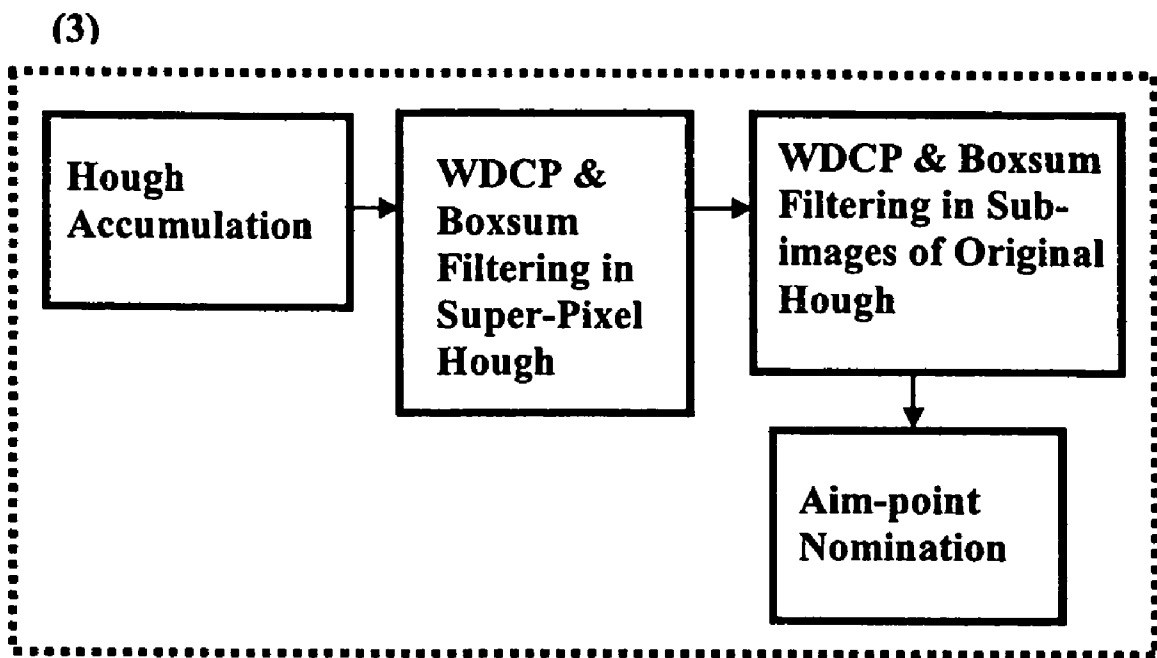 (3)
Hough
Accumulation
WDCP &
Boxsum
Filtering in
Super-Pixel
Hough
WDCP & Boxsum
Filtering in Sub-
images of Original
Hough
Aim-point
Nomination